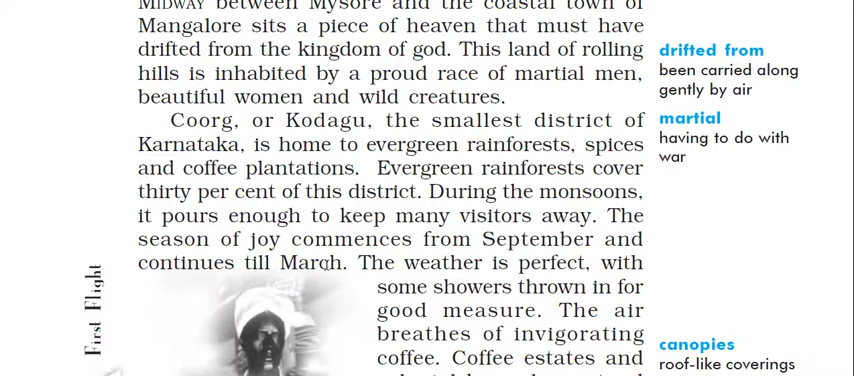 MIDWAY between Mysore and the coastal town of
Mangalore sits a piece of heaven that must have
drifted from the kingdom of god. This land of rolling
hills is inhabited by a proud race of martial men,
beautiful women and wild creatures.
Coorg, or Kodagu, the smallest district of
Karnataka, is home to evergreen rainforests, spices
and coffee plantations. Evergreen rainforests cover
thirty per cent of this district. During the monsoons,
it pours enough to keep many visitors away. The
season of joy commences from September and
continues till March. The weather is perfect, with
some showers thrown in for
good measure. The air
breathes of invigorating
coffee. Coffee estates and
drifted from
been carried along
gently by air
martial
having to do with
war
canopies
roof-like coverings
First Flight